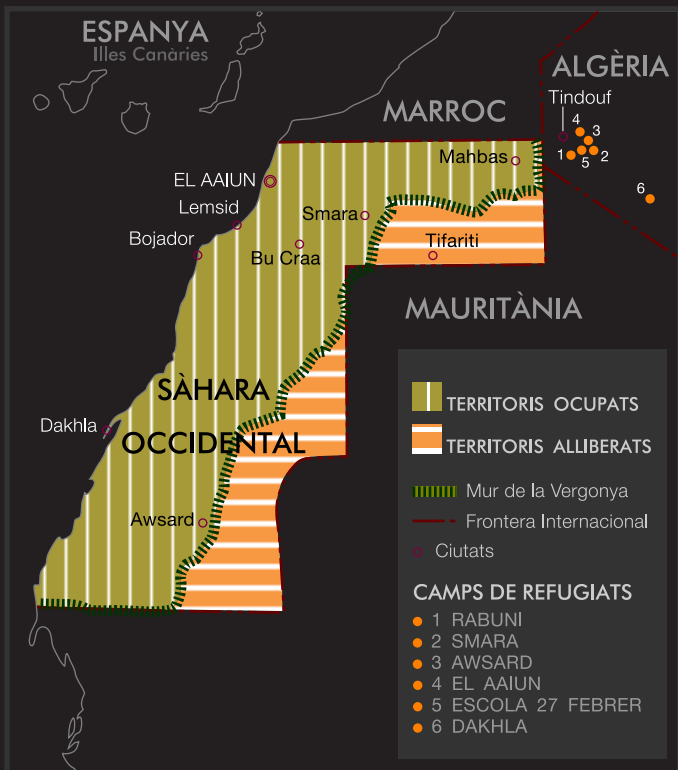 ESPANYA
Illes Canàries
ALGÈRIA
Tindouf
MARROC
4
3
1
5
2
6
Mahbas
EL AAIUN
Lemsid
Smara
Bojador
Bu Craa
Tifariti
MAURITÀNIA
SÀHARA
OCCIDENTAL
Dakhla
Awsard
TERRITORIS OCUPATS
TERRITORIS ALLIBERATS
Mur de la Vergonya
Frontera Internacional
Ciutats
CAMPS DE REFUGIATS
1 RABUNI
2 SMARA
3 AWSARD
4 EL AAIUN
5 ESCOLA 27 FEBRER
6 DAKHLA